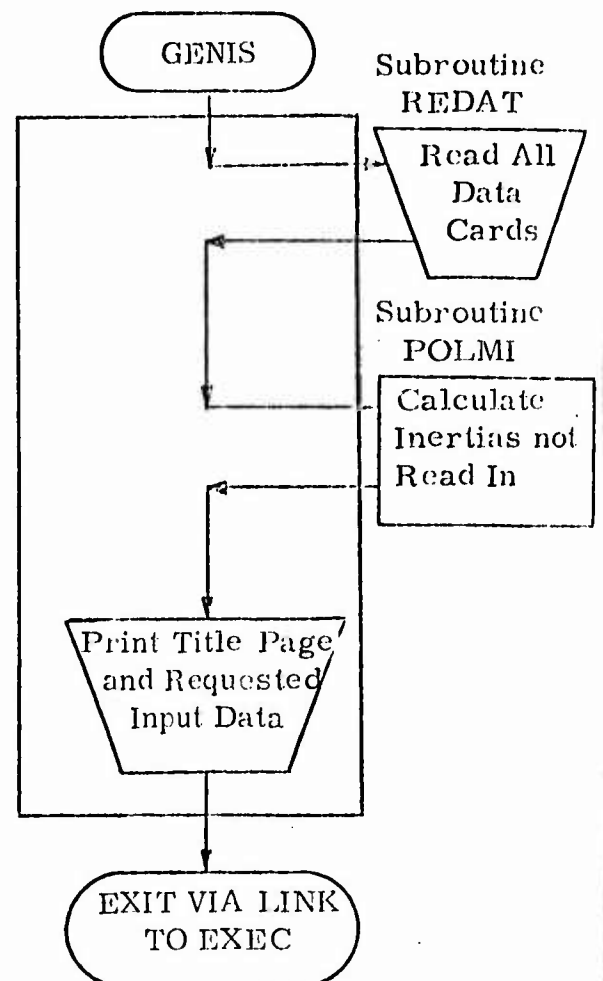 GENIS
Subroutine
REDAT
Read All
Data
Cards
Subroutine
POLMI
Calculate
Inertias not
Read In
Print Title Page
and Requested
Input Data
EXIT VIA LINK
TO EXEC